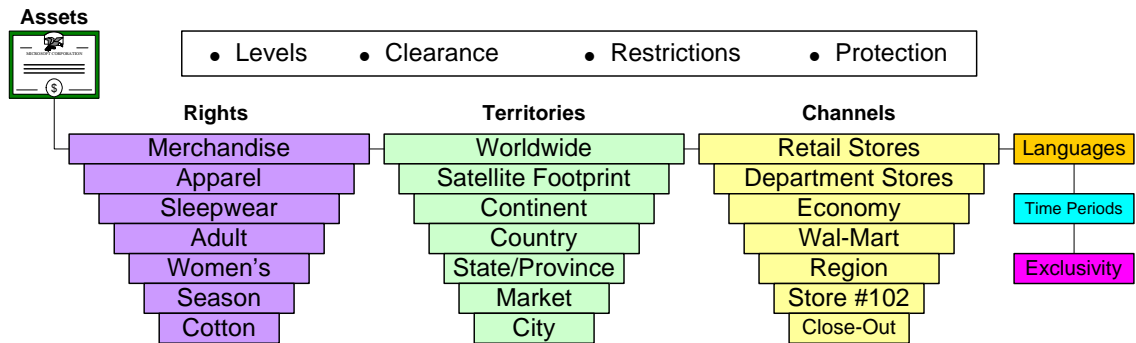 Assets
MICROSOFT CORPORATION
$
• Levels • Clearance • Restrictions • Protection
Rights Territories Channels
Merchandise Worldwide Retail Stores Languages
Apparel Satellite Footprint Department Stores
Sleepwear Continent Economy Time Periods
Adult Country Wal-Mart
Women's State/Province Region Exclusivity
Season Market Store #102
Cotton City Close-Out